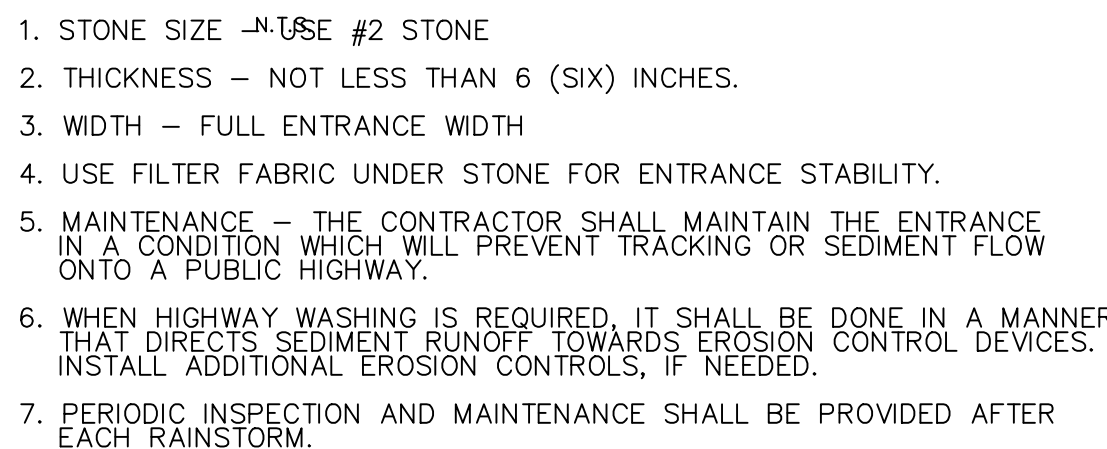 1. STONE SIZE – USE #2 STONE
N.T.S.
2. THICKNESS – NOT LESS THAN 6 (SIX) INCHES.
3. WIDTH – FULL ENTRANCE WIDTH
4. USE FILTER FABRIC UNDER STONE FOR ENTRANCE STABILITY.
5. MAINTENANCE – THE CONTRACTOR SHALL MAINTAIN THE ENTRANCE
IN A CONDITION WHICH WILL PREVENT TRACKING OR SEDIMENT FLOW
ONTO A PUBLIC HIGHWAY.
6. WHEN HIGHWAY WASHING IS REQUIRED, IT SHALL BE DONE IN A MANNER
THAT DIRECTS SEDIMENT RUNOFF TOWARDS EROSION CONTROL DEVICES.
INSTALL ADDITIONAL EROSION CONTROLS, IF NEEDED.
7. PERIODIC INSPECTION AND MAINTENANCE SHALL BE PROVIDED AFTER
EACH RAINSTORM.